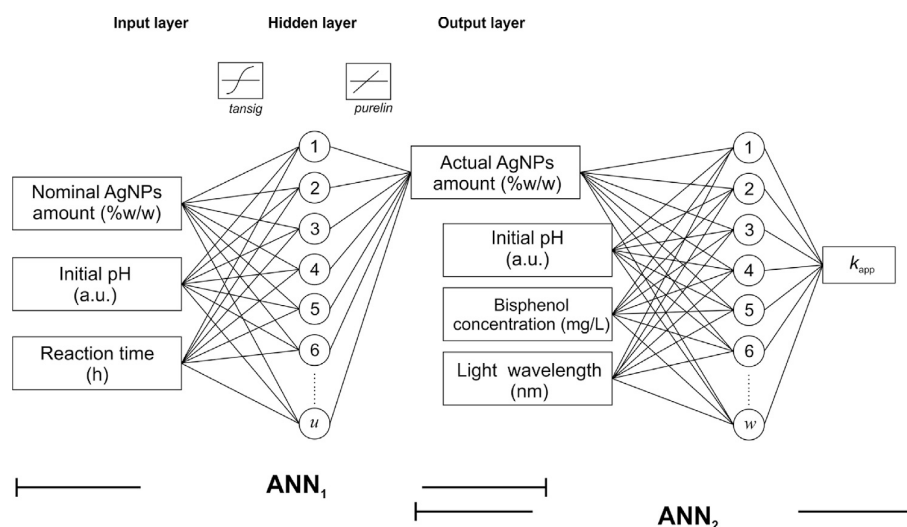 Input layer
Hidden layer
Output layer
tansig
purelin
Nominal AgNPs
amount (%w/w)
Initial pH
(a.u.)
Reaction time
(h)
1
2
3
4
5
6
u
Actual AgNPs
amount (%w/w)
Initial pH
(a.u.)
Bisphenol
concentration (mg/L)
Light wavelength
(nm)
1
2
3
4
5
6
w
kapp
ANN1
ANN2